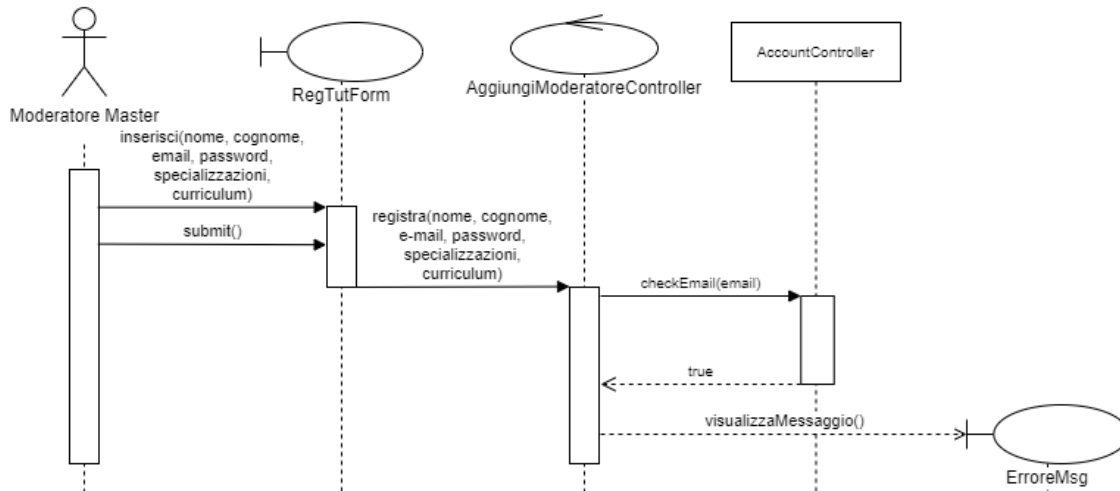 AccountController
RegTutForm
AggiungiModeratoreController
Moderatore Master
inserisci(nome, cognome,
email, password,
specializzazioni,
curriculum)
submit()
registra(nome, cognome,
e-mail, password,
specializzazioni,
curriculum)
checkEmail(email)
true
visualizzaMessaggio()
ErroreMsg